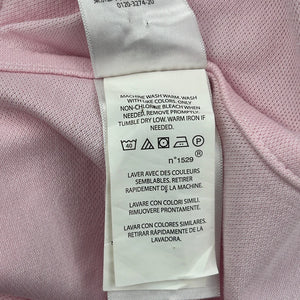 0120-3274-20
MACHINE WASH WARM, WASH
WITH LIKE COLORS. ONLY
NON-CHLORINE BLEACH WHEN
NEEDED. REMOVE PROMPTLY.
TUMBLE DRY LOW. WARM IRON IF
NEEDED.
40
n°1529
LAVER AVEC DES COULEURS
SEMBLABLES, RETIRER
RAPIDEMENT DE LA MACHINE.
LAVARE CON COLORI SIMILI.
RIMUOVERE PRONTAMENTE.
LAVAR CON COLORES SIMILARES.
RETIRAR RÁPIDAMENTE DE LA
LAVADORA.